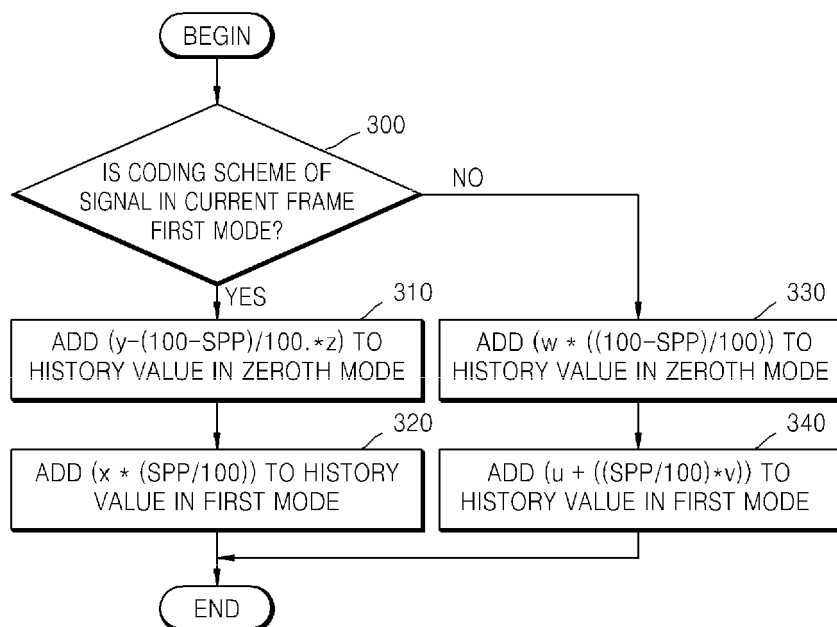 BEGIN
300
IS CODING SCHEME OF
SIGNAL IN CURRENT FRAME
FIRST MODE?
NO
YES
310
ADD (y-(100-SPP)/100.*z) TO
HISTORY VALUE IN ZEROTH MODE
330
ADD (w * ((100-SPP)/100)) TO
HISTORY VALUE IN ZEROTH MODE
320
ADD (x * (SPP/100)) TO HISTORY
VALUE IN FIRST MODE
340
ADD (u + ((SPP/100)*v)) TO
HISTORY VALUE IN FIRST MODE
END